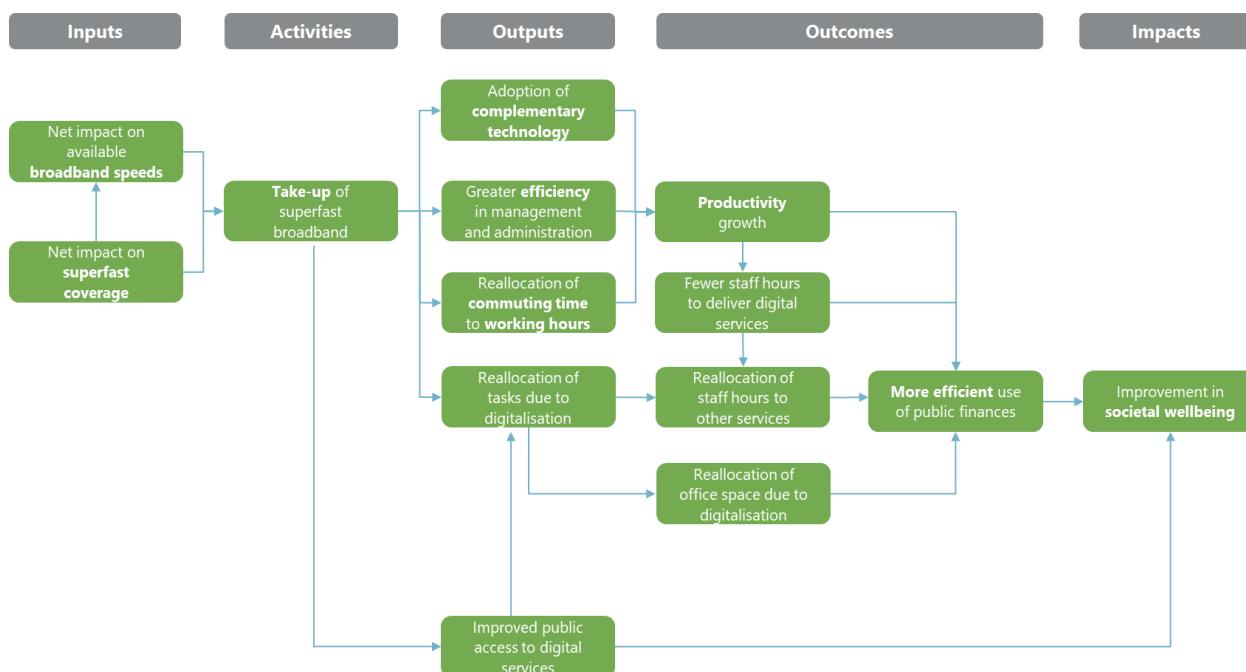 Inputs
Activities
Outputs
Outcomes
Impacts
Net impact on
available
broadband speeds
Net impact on
superfast
coverage
Take-up of
superfast
broadband
Adoption of
complementary
technology
Greater efficiency
in management
and administration
Reallocation of
commuting time
to working hours
Reallocation of
tasks due to
digitalisation
Improved public
access to digital
services
Productivity
growth
Fewer staff hours
to deliver digital
services
Reallocation of
staff hours to
other services
Reallocation of
office space due to
digitalisation
More efficient use
of public finances
Improvement in
societal wellbeing